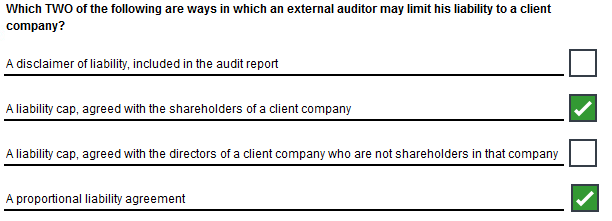 Which TWO of the following are ways in which an external auditor may limit his liability to a client
company?
A disclaimer of liability, included in the audit report
A liability cap, agreed with the shareholders of a client company
A liability cap, agreed with the directors of a client company who are not shareholders in that company
A proportional liability agreement